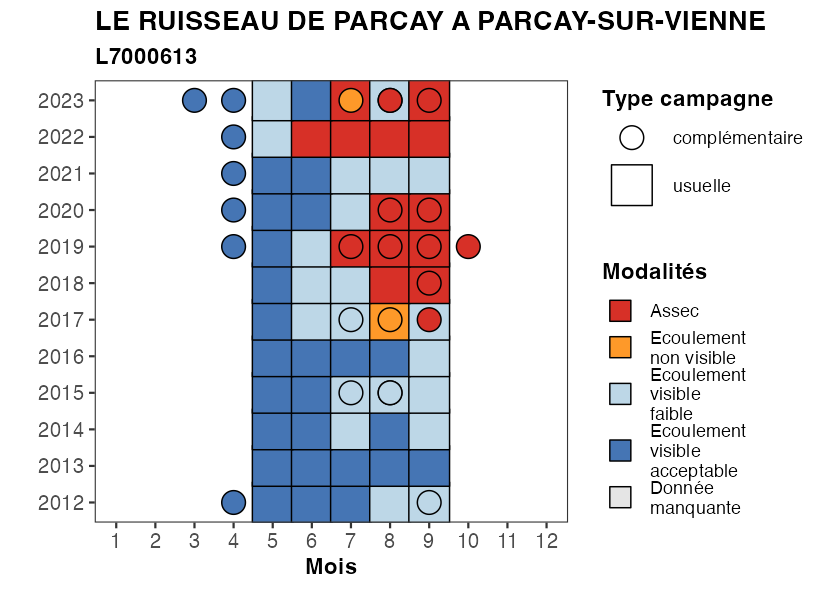 LE RUISSEAU DE PARCAY A PARCAY-SUR-VIENNE
L7000613
2023
2022
2021
2020
2019
2018
2017
2016
2015
2014
2013
2012
1 2 3 4 5 6 7 8 9 10 11 12
Mois
Type campagne
complémentaire
usuelle
Modalités
Assec
Ecoulement
non visible
Ecoulement
visible
faible
Ecoulement
visible
acceptable
Donnée
manquante